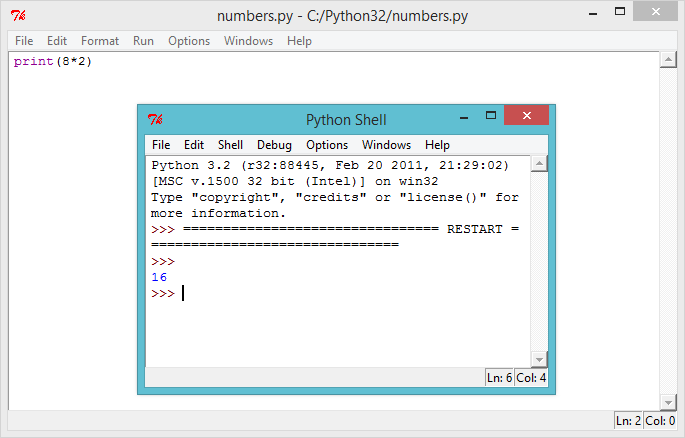 numbers.py - C:/Python32/numbers.py
File Edit Format Run Options Windows Help
print(8*2)
Python Shell
File Edit Shell Debug Options Windows Help
Python 3.2 (r32:88445, Feb 20 2011, 21:29:02)
[MSC v.1500 32 bit (Intel)] on win32
Type "copyright", "credits" or "license()" for
more information.
>>> ================================ RESTART =
===============================
>>>
16
>>>
Ln: 6 Col: 4
Ln: 2 Col: 0